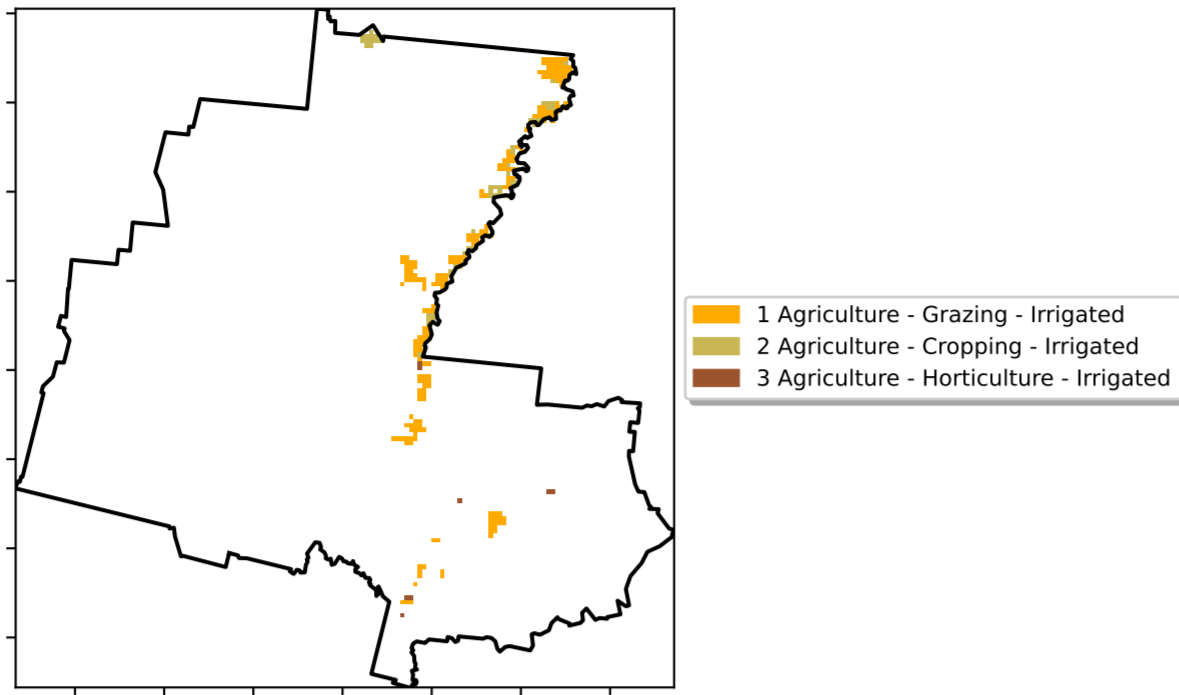 1 Agriculture - Grazing - Irrigated
2 Agriculture - Cropping - Irrigated
3 Agriculture - Horticulture - Irrigated